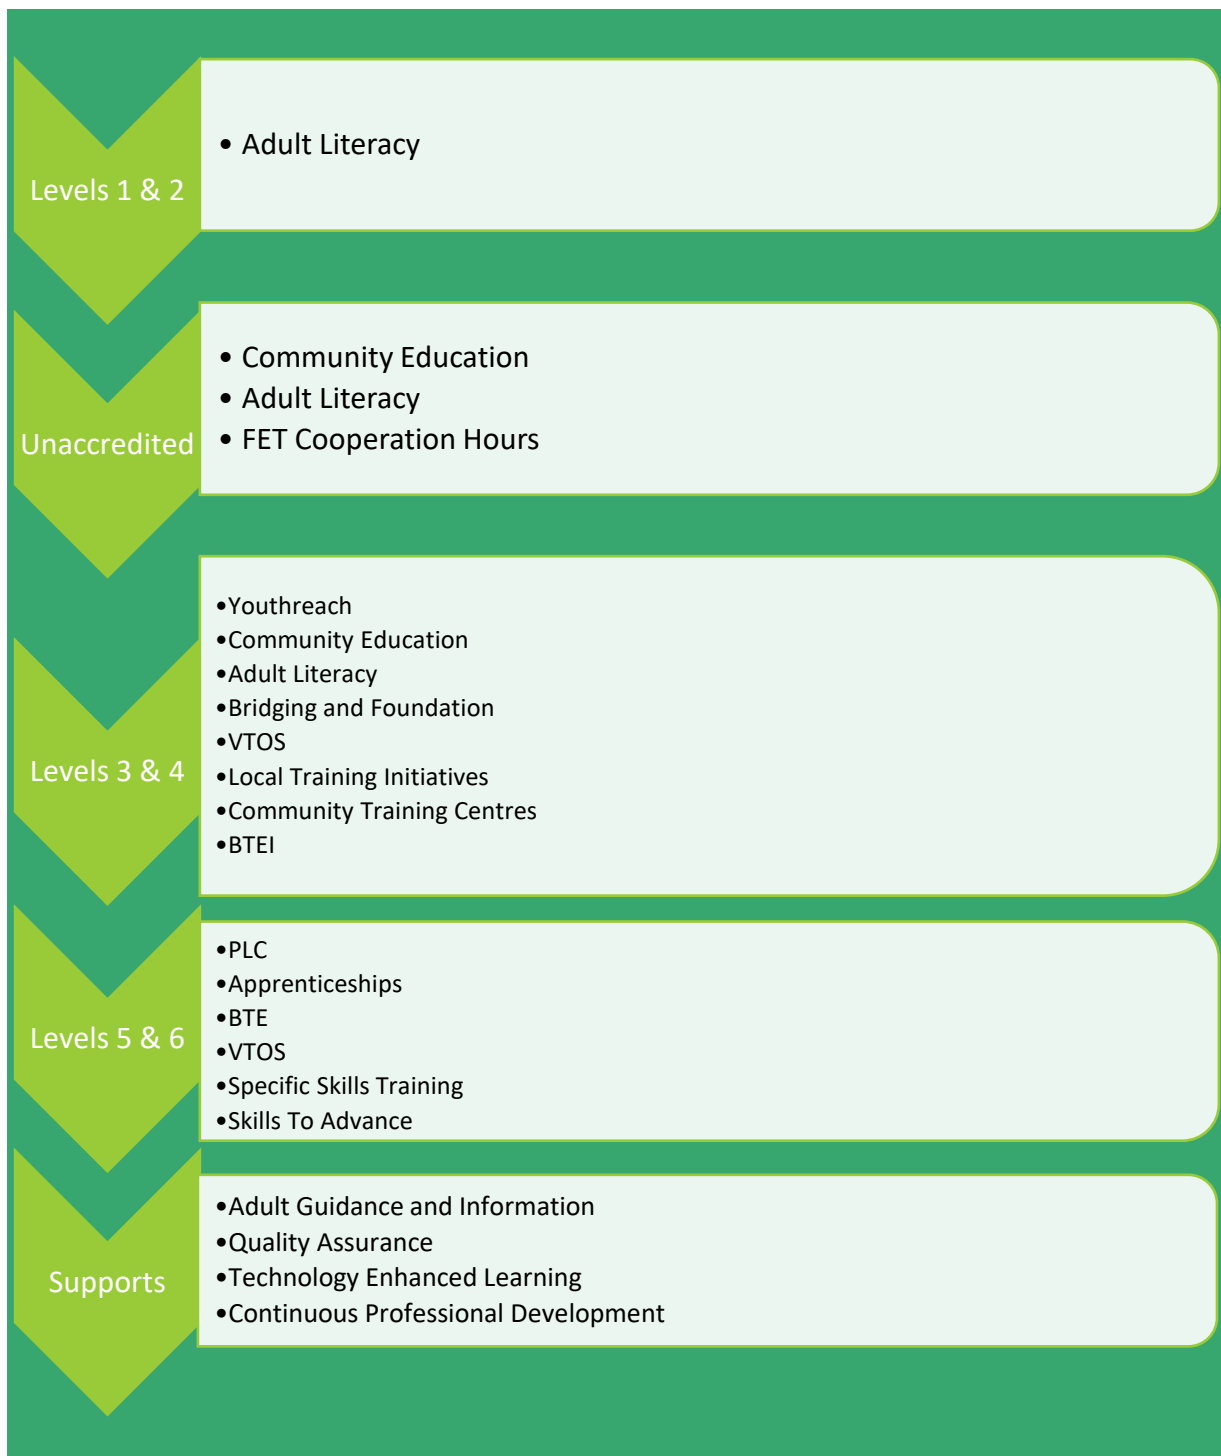 Levels 1 & 2
• Adult Literacy
Unaccredited
• Community Education
• Adult Literacy
• FET Cooperation Hours
Levels 3 & 4
•Youthreach
•Community Education
•Adult Literacy
•Bridging and Foundation
•VTOS
•Local Training Initiatives
•Community Training Centres
•BTEI
Levels 5 & 6
•PLC
•Apprenticeships
•BTE
•VTOS
•Specific Skills Training
•Skills To Advance
Supports
•Adult Guidance and Information
•Quality Assurance
•Technology Enhanced Learning
•Continuous Professional Development